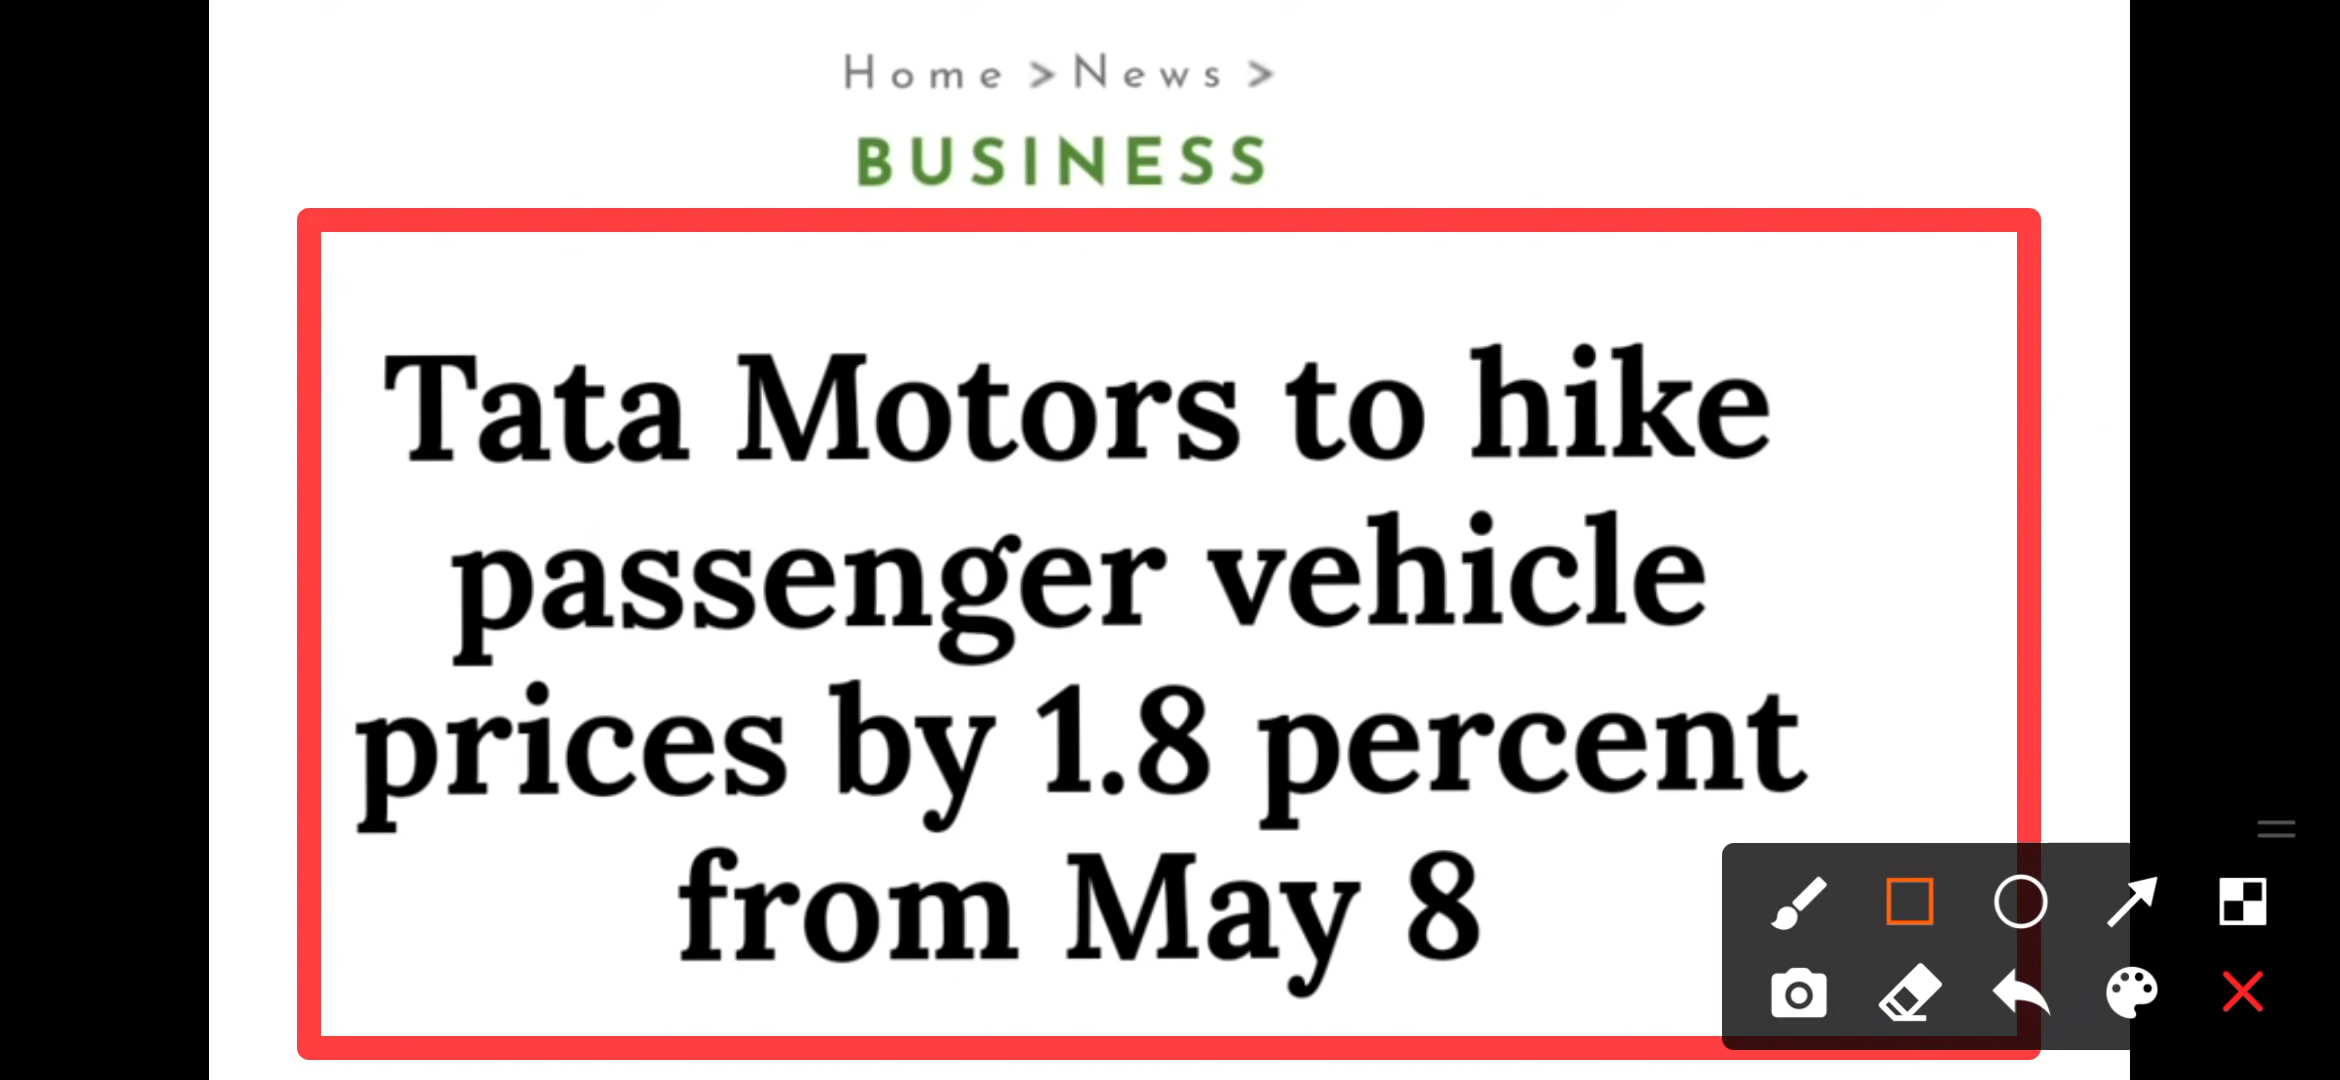 Home > News >
BUSINESS
Tata Motors to hike
passenger vehicle
prices by 1.8 percent
from May 8